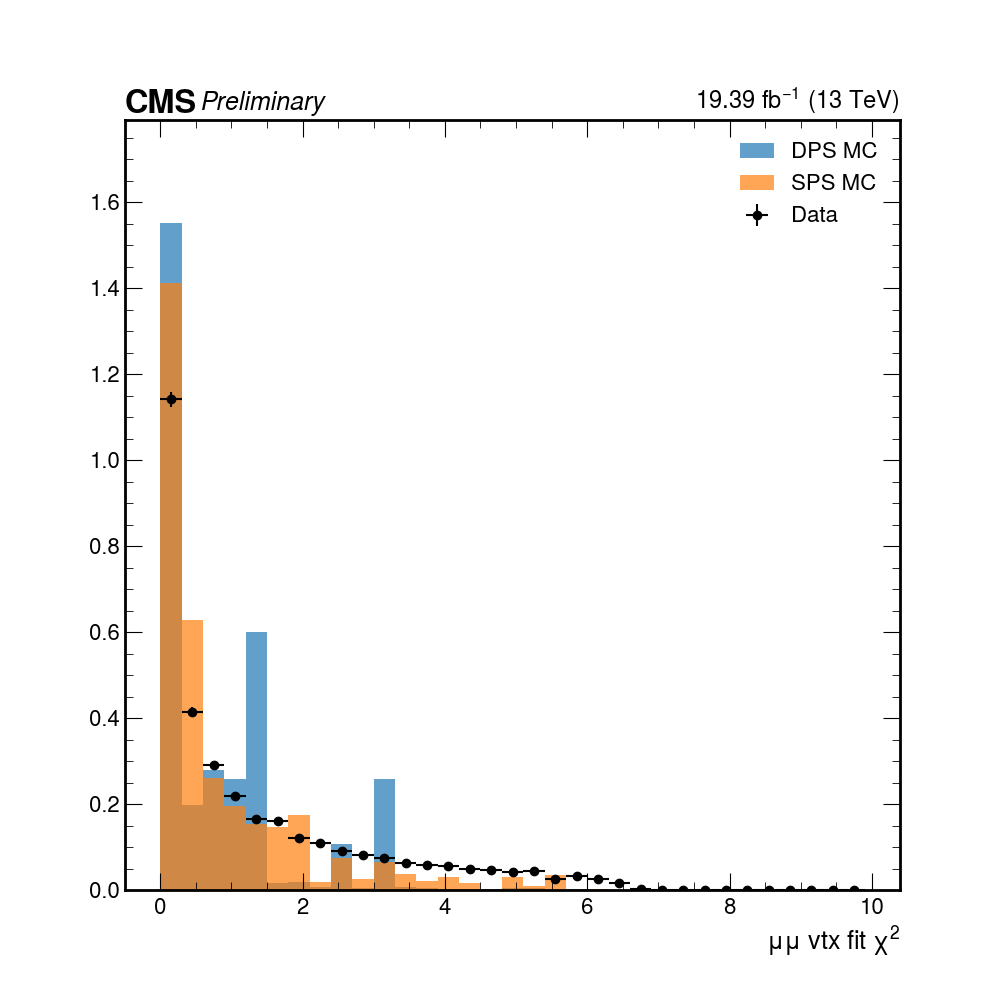 CMS Preliminary 19.39 fb⁻¹ (13 TeV)
DPS MC
SPS MC
Data
1.6
1.4
1.2
1.0
0.8
0.6
0.4
0.2
0.0
0 2 4 6 8 10
μμ vtx fit χ²